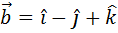 b⃗ = î − ĵ + k̂